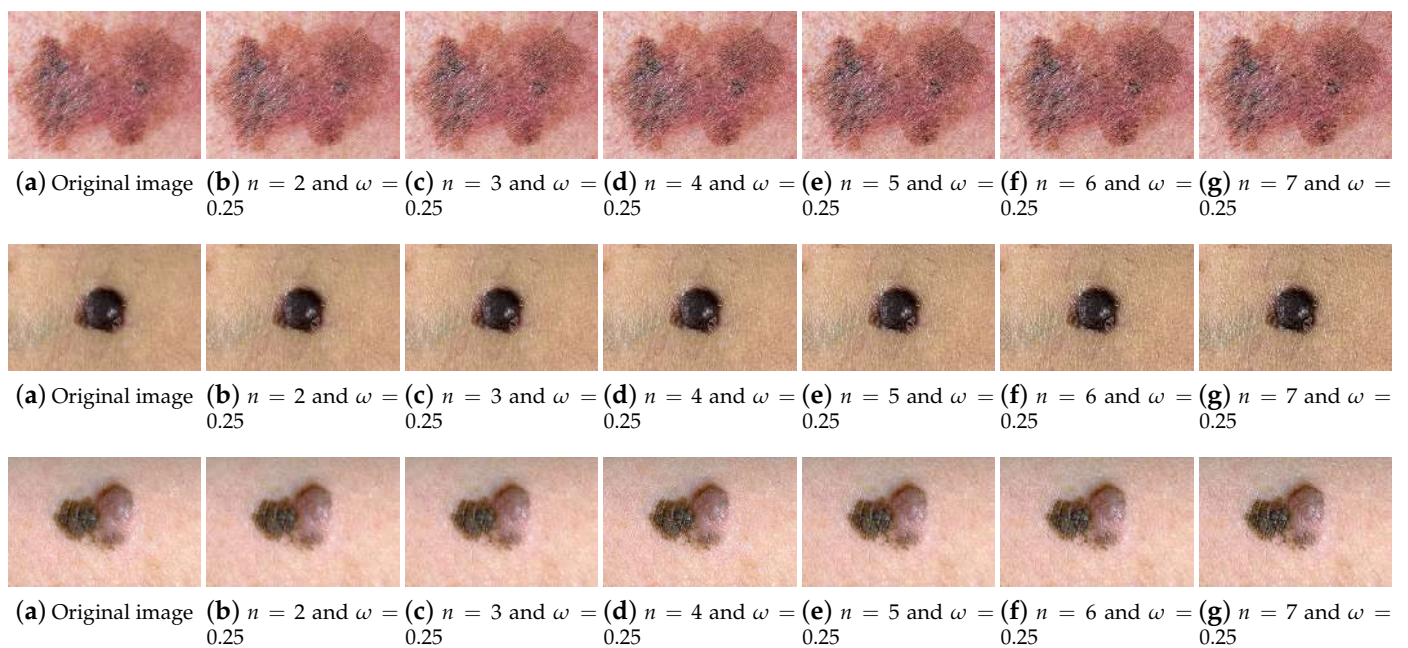 (a) Original image (b) n = 2 and ω = (c) n = 3 and ω = (d) n = 4 and ω = (e) n = 5 and ω = (f) n = 6 and ω = (g) n = 7 and ω =
0.25 0.25 0.25 0.25 0.25 0.25
(a) Original image (b) n = 2 and ω = (c) n = 3 and ω = (d) n = 4 and ω = (e) n = 5 and ω = (f) n = 6 and ω = (g) n = 7 and ω =
0.25 0.25 0.25 0.25 0.25 0.25
(a) Original image (b) n = 2 and ω = (c) n = 3 and ω = (d) n = 4 and ω = (e) n = 5 and ω = (f) n = 6 and ω = (g) n = 7 and ω =
0.25 0.25 0.25 0.25 0.25 0.25